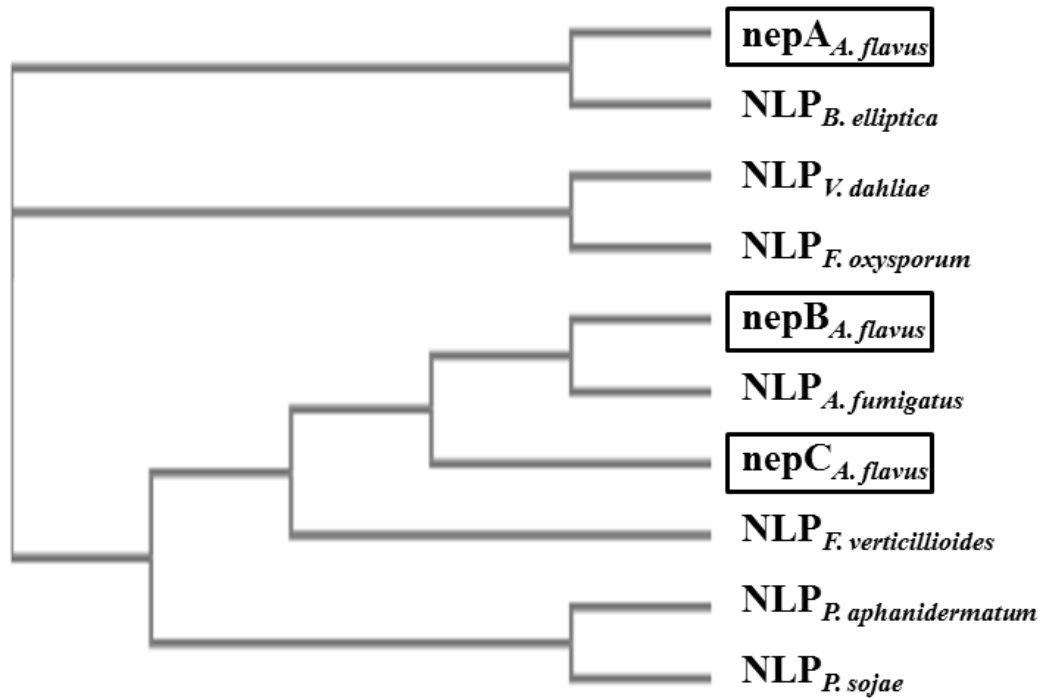 nepA A. flavus
NLP B. elliptica
NLP V. dahliae
NLP F. oxysporum
nepB A. flavus
NLP A. fumigatus
nepC A. flavus
NLP F. verticillioides
NLP P. aphanidermatum
NLP P. sojae